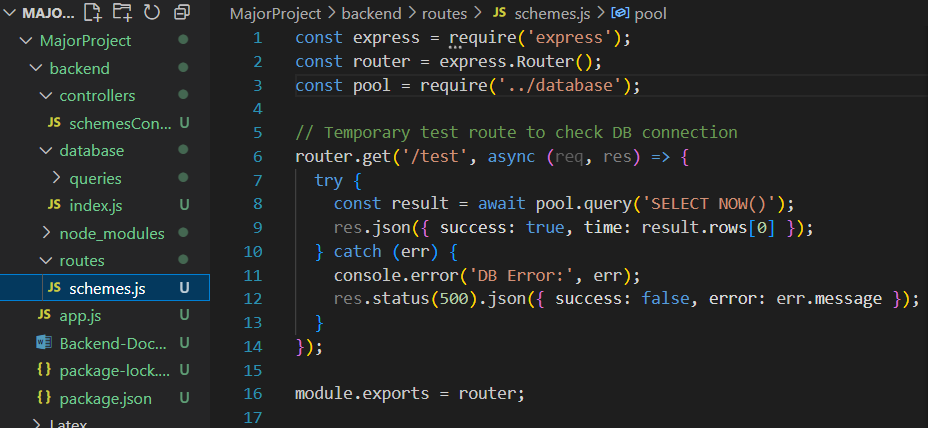 MAJO...
MajorProject
backend
controllers
JS schemesCon... U
database
queries
JS index.js U
node_modules
routes
JS schemes.js U
JS app.js U
Backend-Doc... U
{} package-lock.... U
{} package.json U
Latex
MajorProject > backend > routes > JS schemes.js > pool
1 const express = require('express');
2 const router = express.Router();
3 const pool = require('../database');
4
5 // Temporary test route to check DB connection
6 router.get('/test', async (req, res) => {
7 try {
8 const result = await pool.query('SELECT NOW()');
9 res.json({ success: true, time: result.rows[0] });
10 } catch (err) {
11 console.error('DB Error:', err);
12 res.status(500).json({ success: false, error: err.message });
13 }
14 });
15
16 module.exports = router;
17